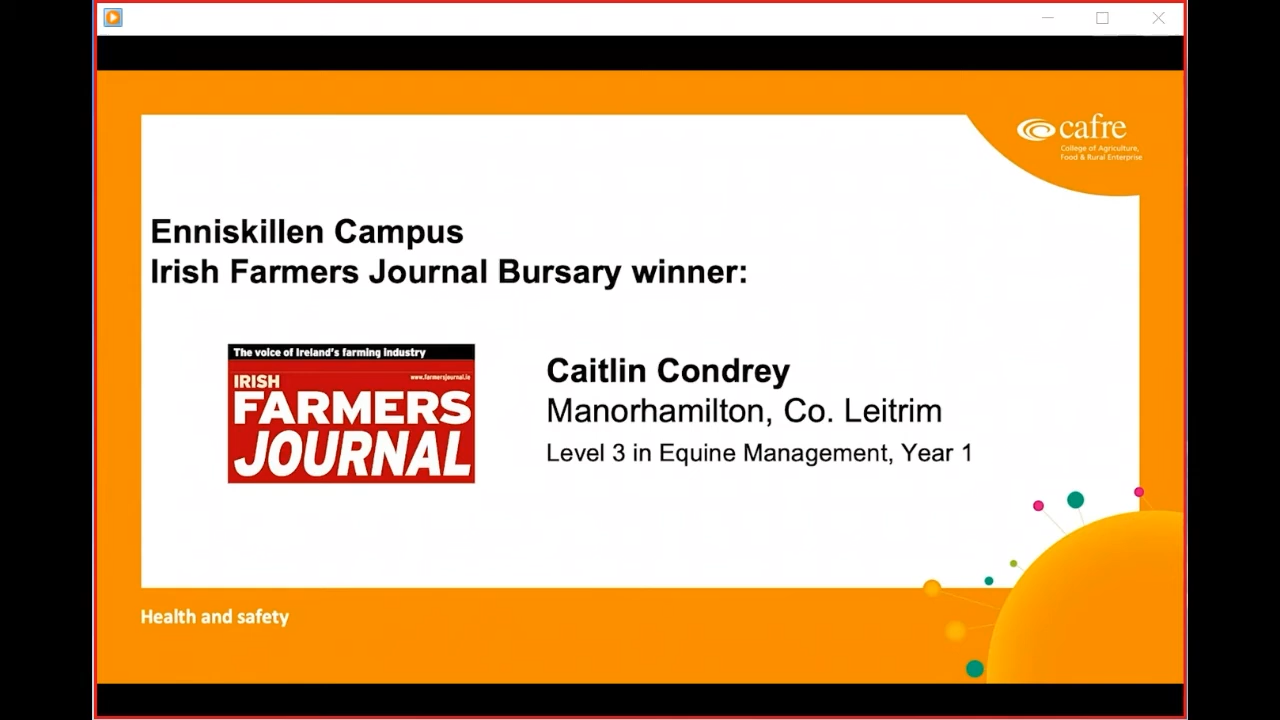 cafre
College of Agriculture,
Food & Rural Enterprise
Enniskillen Campus
Irish Farmers Journal Bursary winner:
The voice of Ireland's farming industry
IRISH
www.farmersjournal.ie
FARMERS
JOURNAL
Caitlin Condrey
Manorhamilton, Co. Leitrim
Level 3 in Equine Management, Year 1
Health and safety